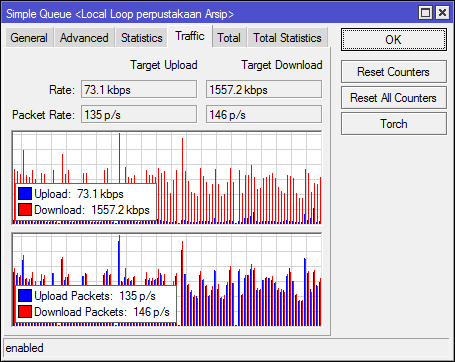 Simple Queue <Local Loop perpustakaan Arsip>
General Advanced Statistics Traffic Total Total Statistics
OK
Target Upload Target Download
Rate: 73.1 kbps 1557.2 kbps
Reset Counters
Packet Rate: 135 p/s 146 p/s
Reset All Counters
Torch
Upload: 73.1 kbps
Download: 1557.2 kbps
Upload Packets: 135 p/s
Download Packets: 146 p/s
enabled